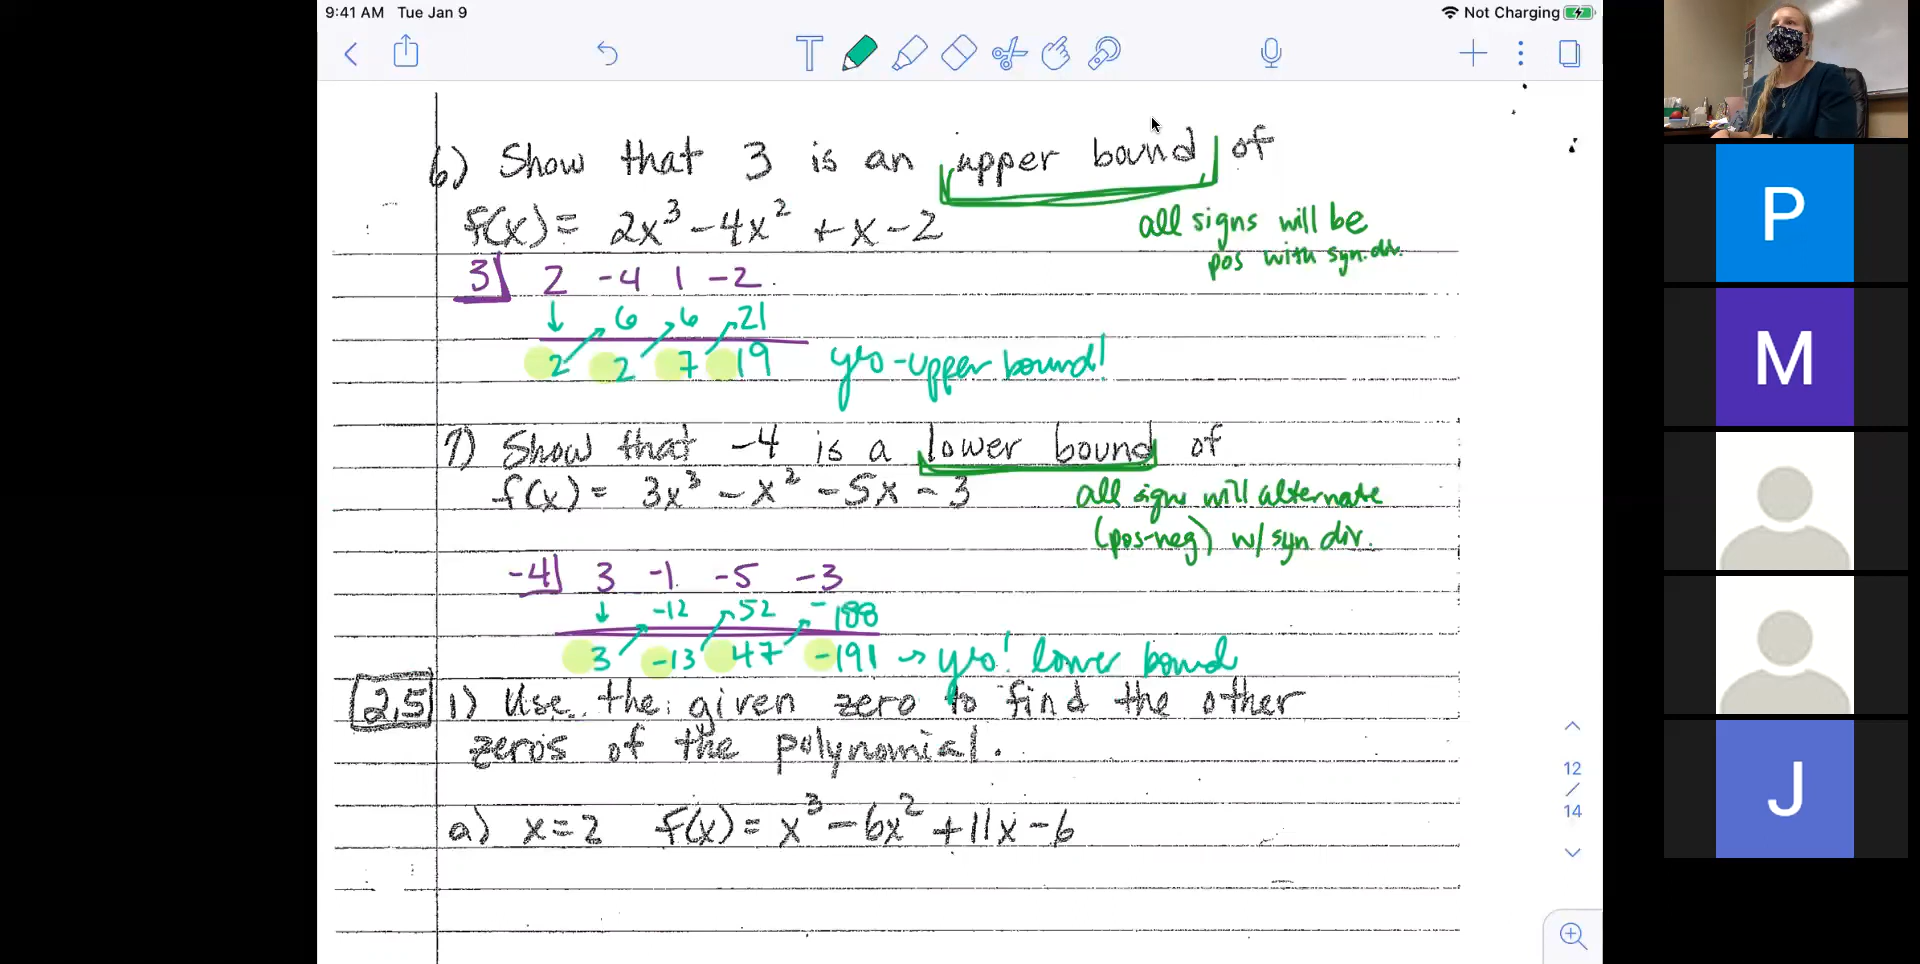 9:41 AM Tue Jan 9
Not Charging
6) Show that 3 is an upper bound of
f(x) = 2x³ - 4x² + x - 2
all signs will be
pos with syn. div.
3 2 -4 1 -2
6 6 21
2 2 7 19 yes - upper bound!
7) Show that -4 is a lower bound of
f(x) = 3x³ - x² - 5x - 3
all signs will alternate
(pos-neg) w/ syn div.
-4 3 -1 -5 -3
-12 52 -188
3 -13 47 -191 → yes! lower bound
2.5 1) Use the given zero to find the other
zeros of the polynomial.
a) x = 2 f(x) = x³ - 6x² + 11x - 6
12
/
14
P
M
J